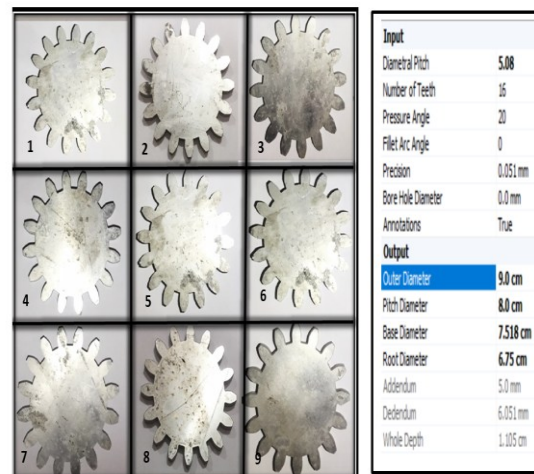 1
2
3
4
5
6
7
8
9
Input
Diametral Pitch 5.08
Number of Teeth 16
Pressure Angle 20
Fillet Arc Angle 0
Precision 0.051 mm
Bore Hole Diameter 0.0 mm
Annotations True
Output
Outer Diameter 9.0 cm
Pitch Diameter 8.0 cm
Base Diameter 7.518 cm
Root Diameter 6.75 cm
Addendum 5.0 mm
Dedendum 6.051 mm
Whole Depth 1.105 cm